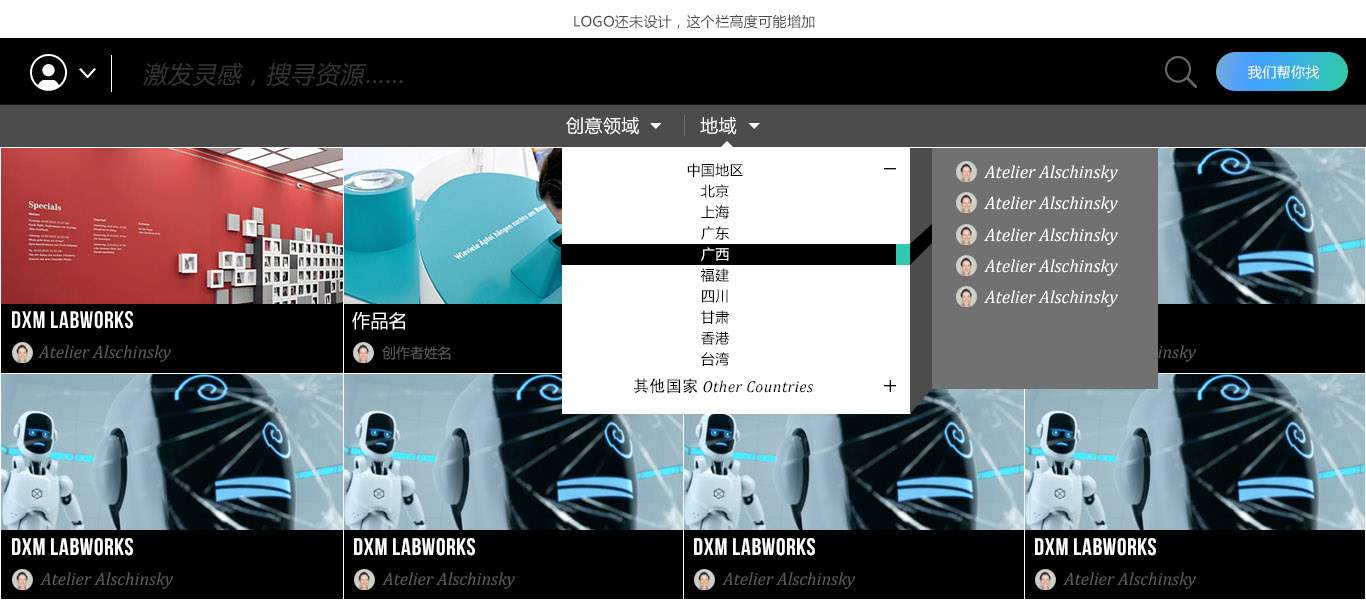 LOGO还未设计，这个栏高度可能增加
激发灵感，搜寻资源......
我们帮你找
创意领域
地域
Specials
Wieviele Äpfel hängen nachts am Baum
中国地区
北京
上海
广东
广西
福建
四川
甘肃
香港
台湾
其他国家 Other Countries
Atelier Alschinsky
Atelier Alschinsky
Atelier Alschinsky
Atelier Alschinsky
Atelier Alschinsky
DXM LABWORKS
Atelier Alschinsky
作品名
创作者姓名
insky
DXM LABWORKS
Atelier Alschinsky
DXM LABWORKS
Atelier Alschinsky
DXM LABWORKS
Atelier Alschinsky
DXM LABWORKS
Atelier Alschinsky